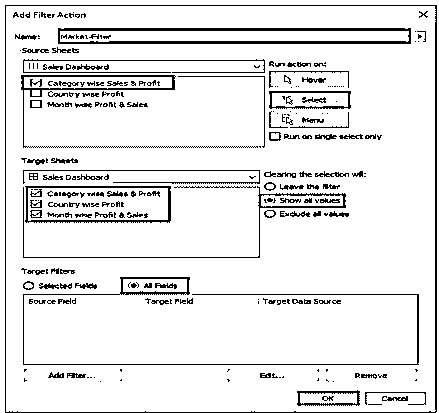 Add Filter Action
Name: Market-Filter
Source Sheets
Sales Dashboard
Category wise Sales & Profit
Country wise Profit
Month wise Profit & Sales
Run action on:
Hover
Select
Menu
Run on single select only
Target Sheets
Sales Dashboard
Category wise Sales & Profit
Country wise Profit
Month wise Profit & Sales
Clearing the selection will:
Leave the filter
Show all values
Exclude all values
Target Filters
Selected Fields All Fields
Source Field Target Field Target Data Source
Add Filter... Edit... Remove
OK Cancel